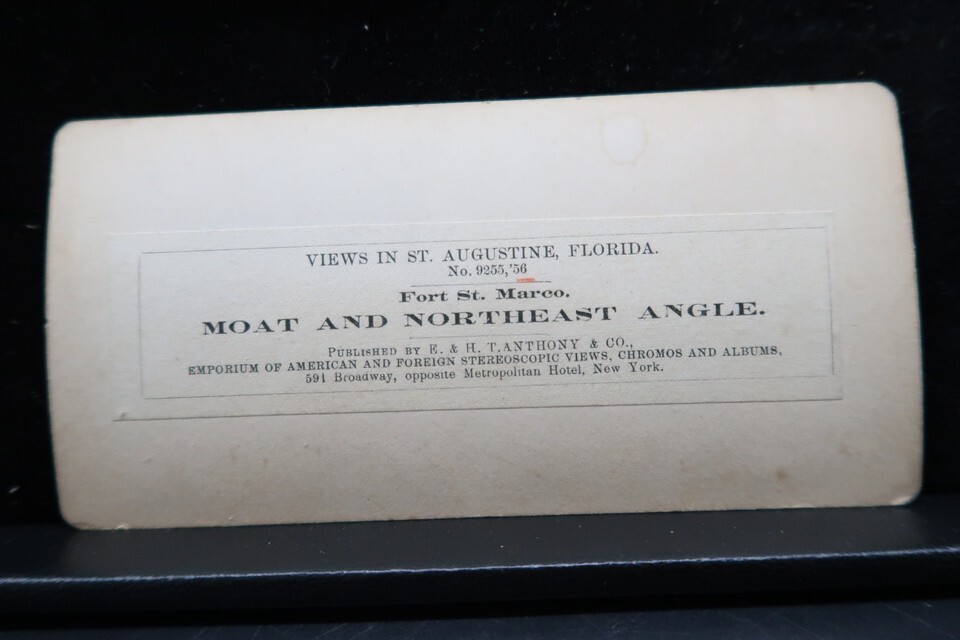 VIEWS IN ST. AUGUSTINE, FLORIDA.
No. 9255,'56
Fort St. Marco.
MOAT AND NORTHEAST ANGLE.
PUBLISHED BY E. & H. T. ANTHONY & CO.,
EMPORIUM OF AMERICAN AND FOREIGN STEREOSCOPIC VIEWS, CHROMOS AND ALBUMS,
591 Broadway, opposite Metropolitan Hotel, New York.